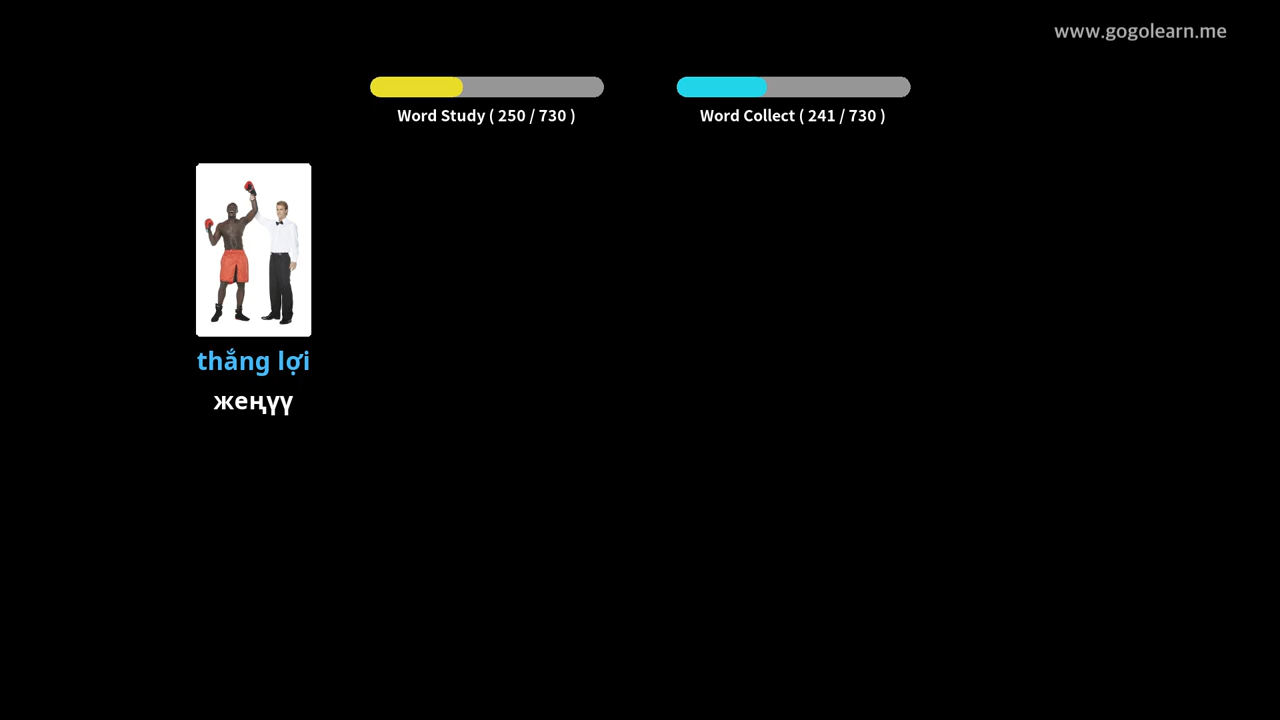 www.gogolearn.me
Word Study ( 250 / 730 )
Word Collect ( 241 / 730 )
thắng lợi
жеңүү